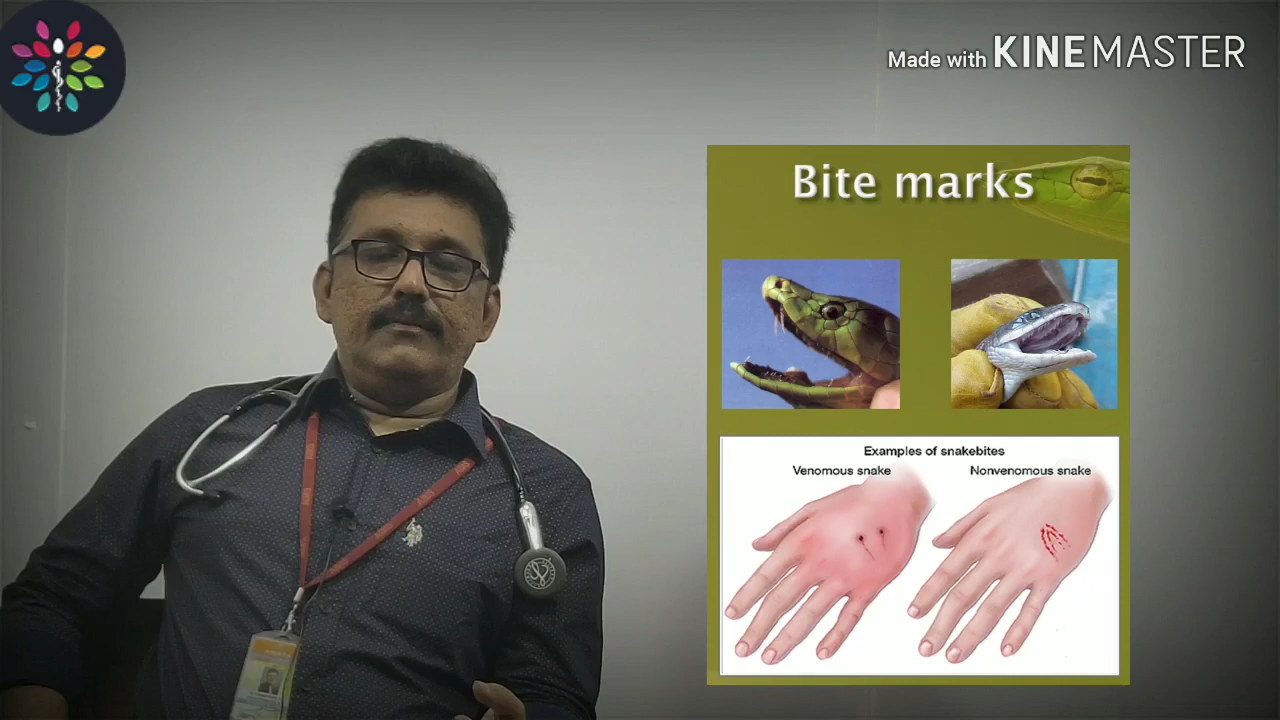 Made with KINEMASTER
Bite marks
Examples of snakebites
Venomous snake
Nonvenomous snake